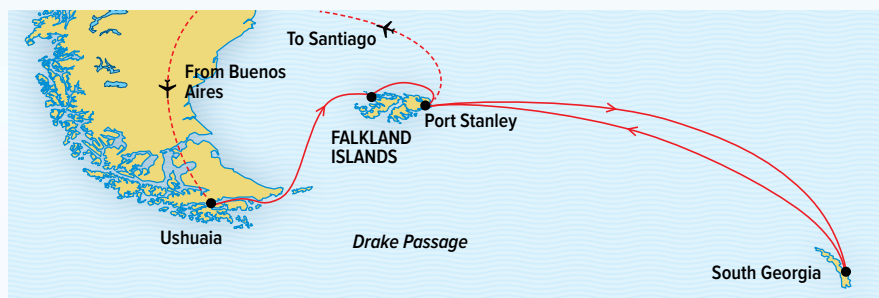 To Santiago
From Buenos
Aires
Port Stanley
FALKLAND
ISLANDS
Ushuaia
Drake Passage
South Georgia